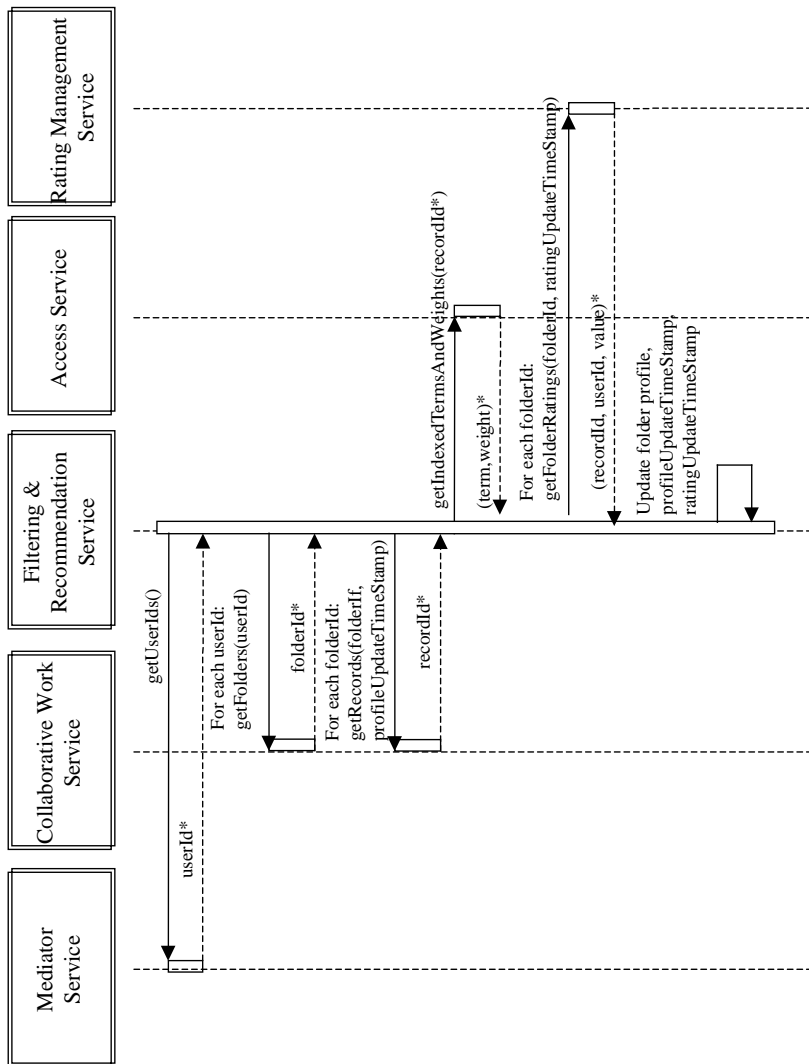 Mediator
Service
Collaborative Work
Service
Filtering &
Recommendation
Service
Access Service
Rating Management
Service
getUserIds()
userId*
For each userId:
getFolders(userId)
folderId*
For each folderId:
getRecords(folderIf,
profileUpdateTimeStamp)
recordId*
getIndexedTermsAndWeights(recordId*)
(term,weight)*
For each folderId:
getFolderRatings(folderId, ratingUpdateTimeStamp)
(recordId, userId, value)*
Update folder profile,
profileUpdateTimeStamp,
ratingUpdateTimeStamp